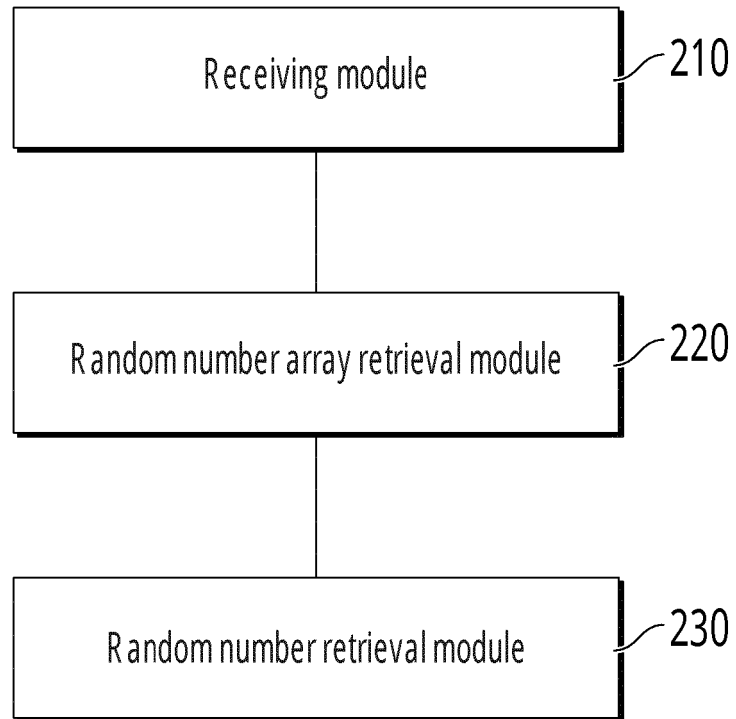 Receiving module
210
Random number array retrieval module
220
Random number retrieval module
230